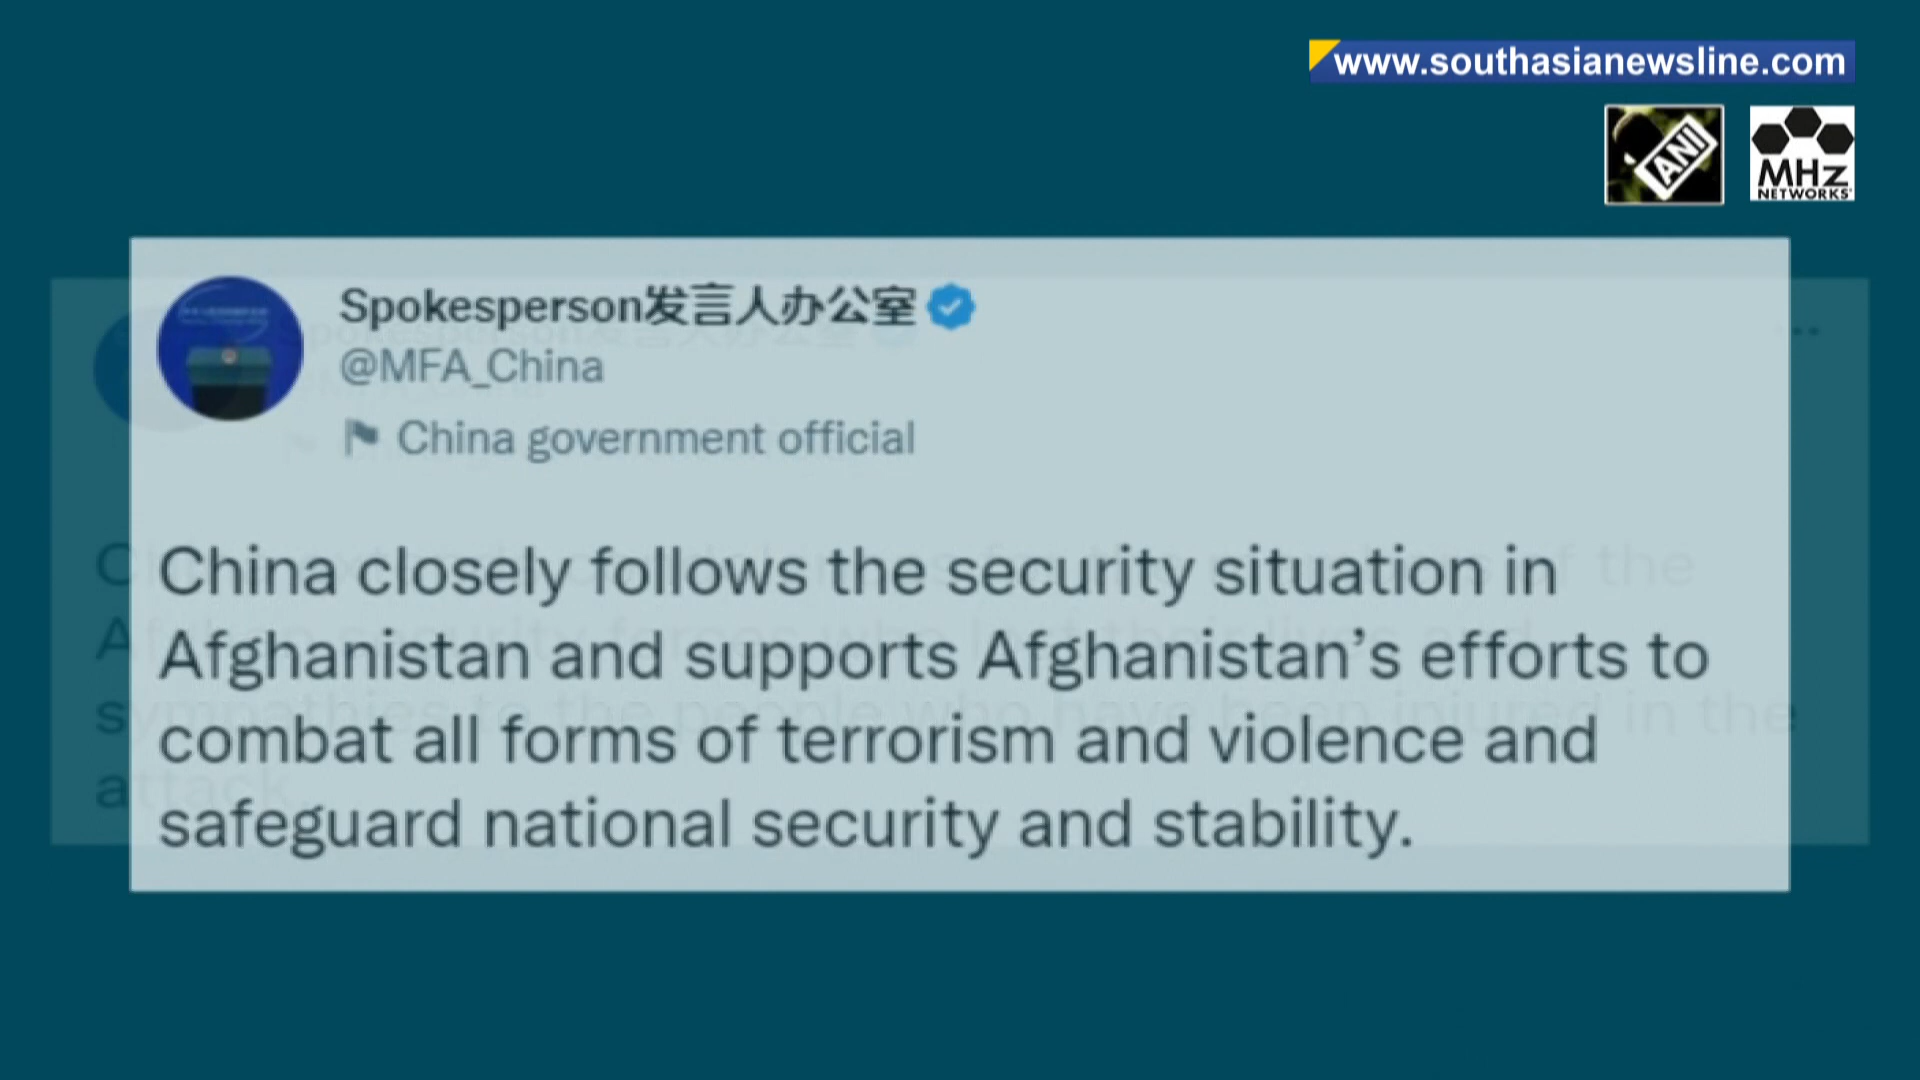 www.southasianewsline.com
ANI
MHz
NETWORKS
Spokesperson发言人办公室
@MFA_China
China government official
China closely follows the security situation in
Afghanistan and supports Afghanistan’s efforts to
combat all forms of terrorism and violence and
safeguard national security and stability.